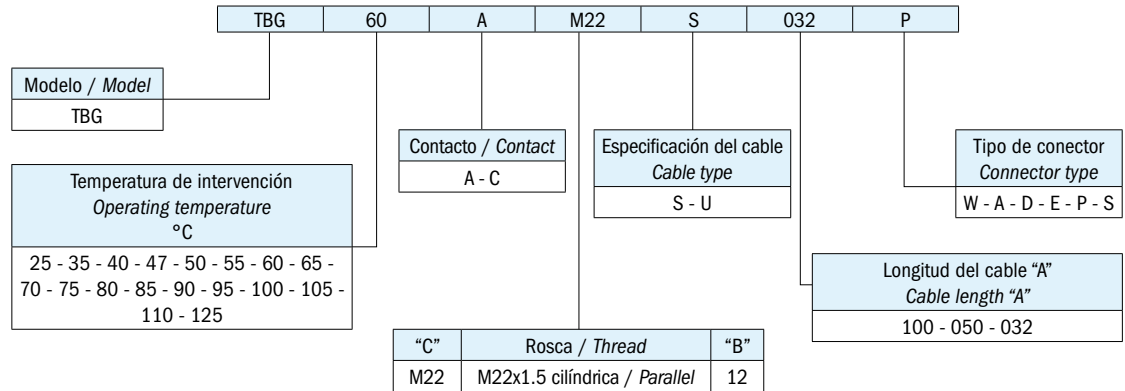 TBG 60 A M22 S 032 P
Modelo / Model
TBG
Contacto / Contact
A - C
Especificación del cable
Cable type
S - U
Tipo de conector
Connector type
W - A - D - E - P - S
Temperatura de intervención
Operating temperature
°C
25 - 35 - 40 - 47 - 50 - 55 - 60 - 65 -
70 - 75 - 80 - 85 - 90 - 95 - 100 - 105 -
110 - 125
Longitud del cable “A”
Cable length “A”
100 - 050 - 032
“C” Rosca / Thread “B”
M22 M22x1.5 cilíndrica / Parallel 12